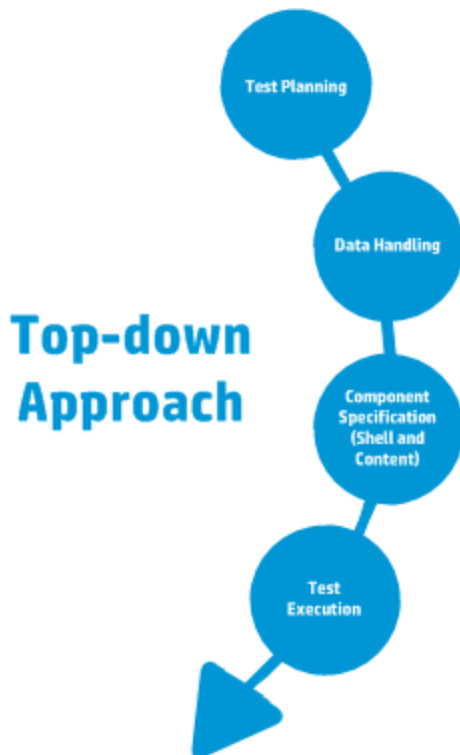 Test Planning
Data Handling
Top-down
Approach
Component
Specification
(Shell and
Content)
Test
Execution